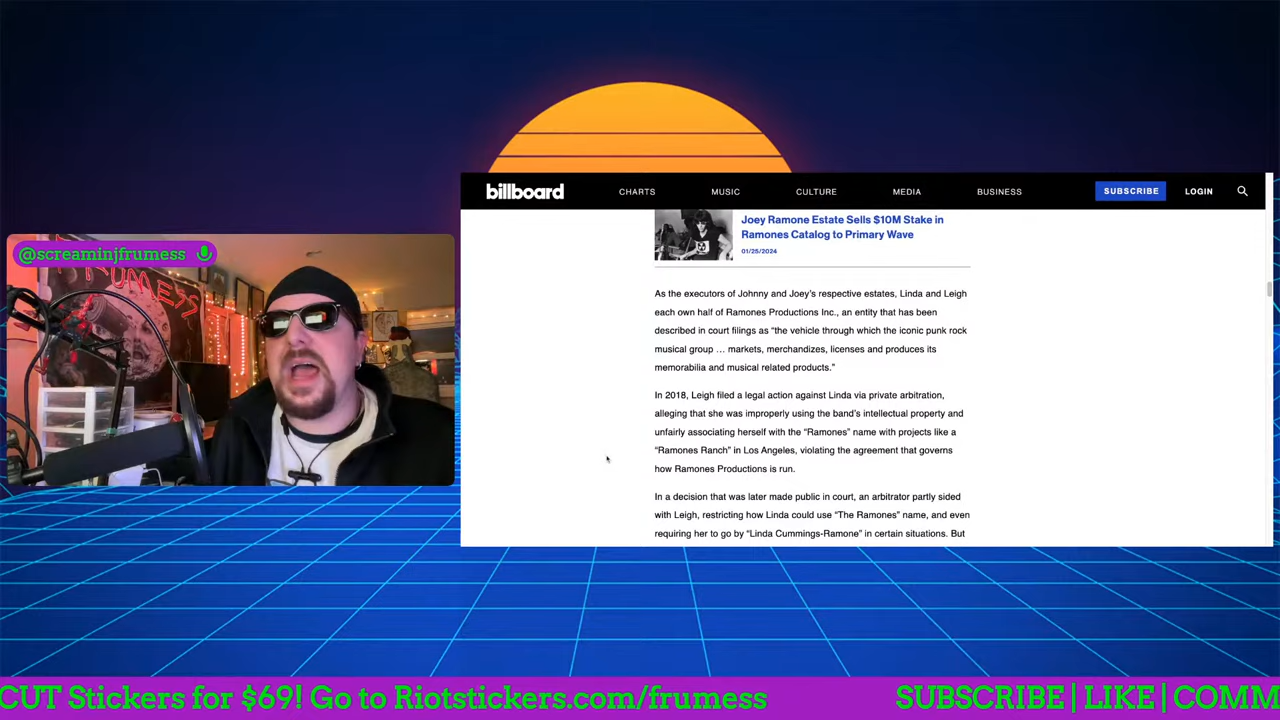 billboard
CHARTS
MUSIC
CULTURE
MEDIA
BUSINESS
SUBSCRIBE
LOGIN
Joey Ramone Estate Sells $10M Stake in
Ramones Catalog to Primary Wave
01/25/2024
@screaminjfrumess
FRUMESS
As the executors of Johnny and Joey's respective estates, Linda and Leigh
each own half of Ramones Productions Inc., an entity that has been
described in court filings as “the vehicle through which the iconic punk rock
musical group … markets, merchandizes, licenses and produces its
memorabilia and musical related products.”
In 2018, Leigh filed a legal action against Linda via private arbitration,
alleging that she was improperly using the band's intellectual property and
unfairly associating herself with the “Ramones” name with projects like a
“Ramones Ranch” in Los Angeles, violating the agreement that governs
how Ramones Productions is run.
In a decision that was later made public in court, an arbitrator partly sided
with Leigh, restricting how Linda could use “The Ramones” name, and even
requiring her to go by “Linda Cummings-Ramone” in certain situations. But
CUT Stickers for $69! Go to Riotstickers.com/frumess
SUBSCRIBE | LIKE | COMM